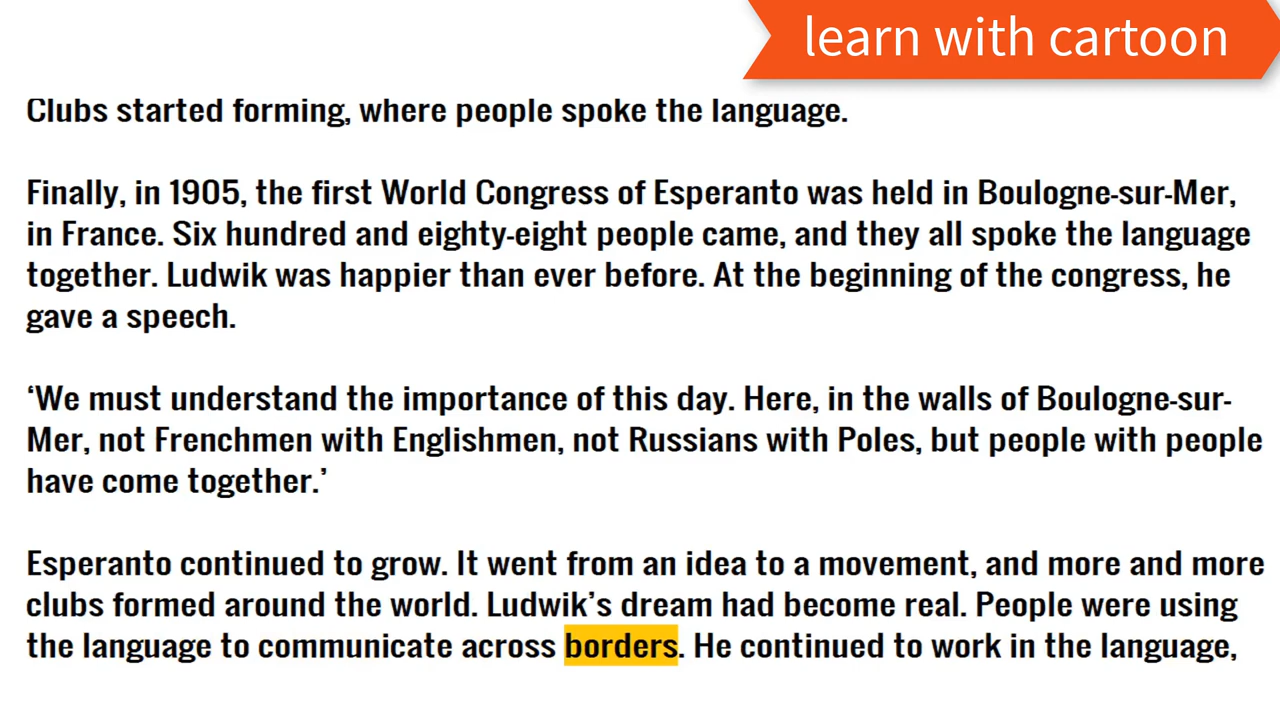 learn with cartoon
Clubs started forming, where people spoke the language.
Finally, in 1905, the first World Congress of Esperanto was held in Boulogne-sur-Mer,
in France. Six hundred and eighty-eight people came, and they all spoke the language
together. Ludwik was happier than ever before. At the beginning of the congress, he
gave a speech.
‘We must understand the importance of this day. Here, in the walls of Boulogne-sur-
Mer, not Frenchmen with Englishmen, not Russians with Poles, but people with people
have come together.’
Esperanto continued to grow. It went from an idea to a movement, and more and more
clubs formed around the world. Ludwik’s dream had become real. People were using
the language to communicate across borders. He continued to work in the language,